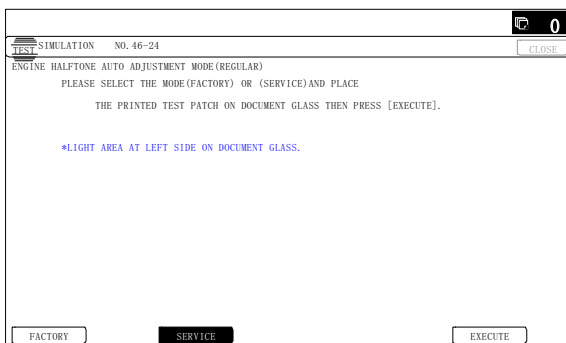 0
TEST SIMULATION NO. 46-24
CLOSE
ENGINE HALFTONE AUTO ADJUSTMENT MODE(REGULAR)
PLEASE SELECT THE MODE(FACTORY) OR (SERVICE)AND PLACE
THE PRINTED TEST PATCH ON DOCUMENT GLASS THEN PRESS [EXECUTE].
*LIGHT AREA AT LEFT SIDE ON DOCUMENT GLASS.
FACTORY SERVICE EXECUTE